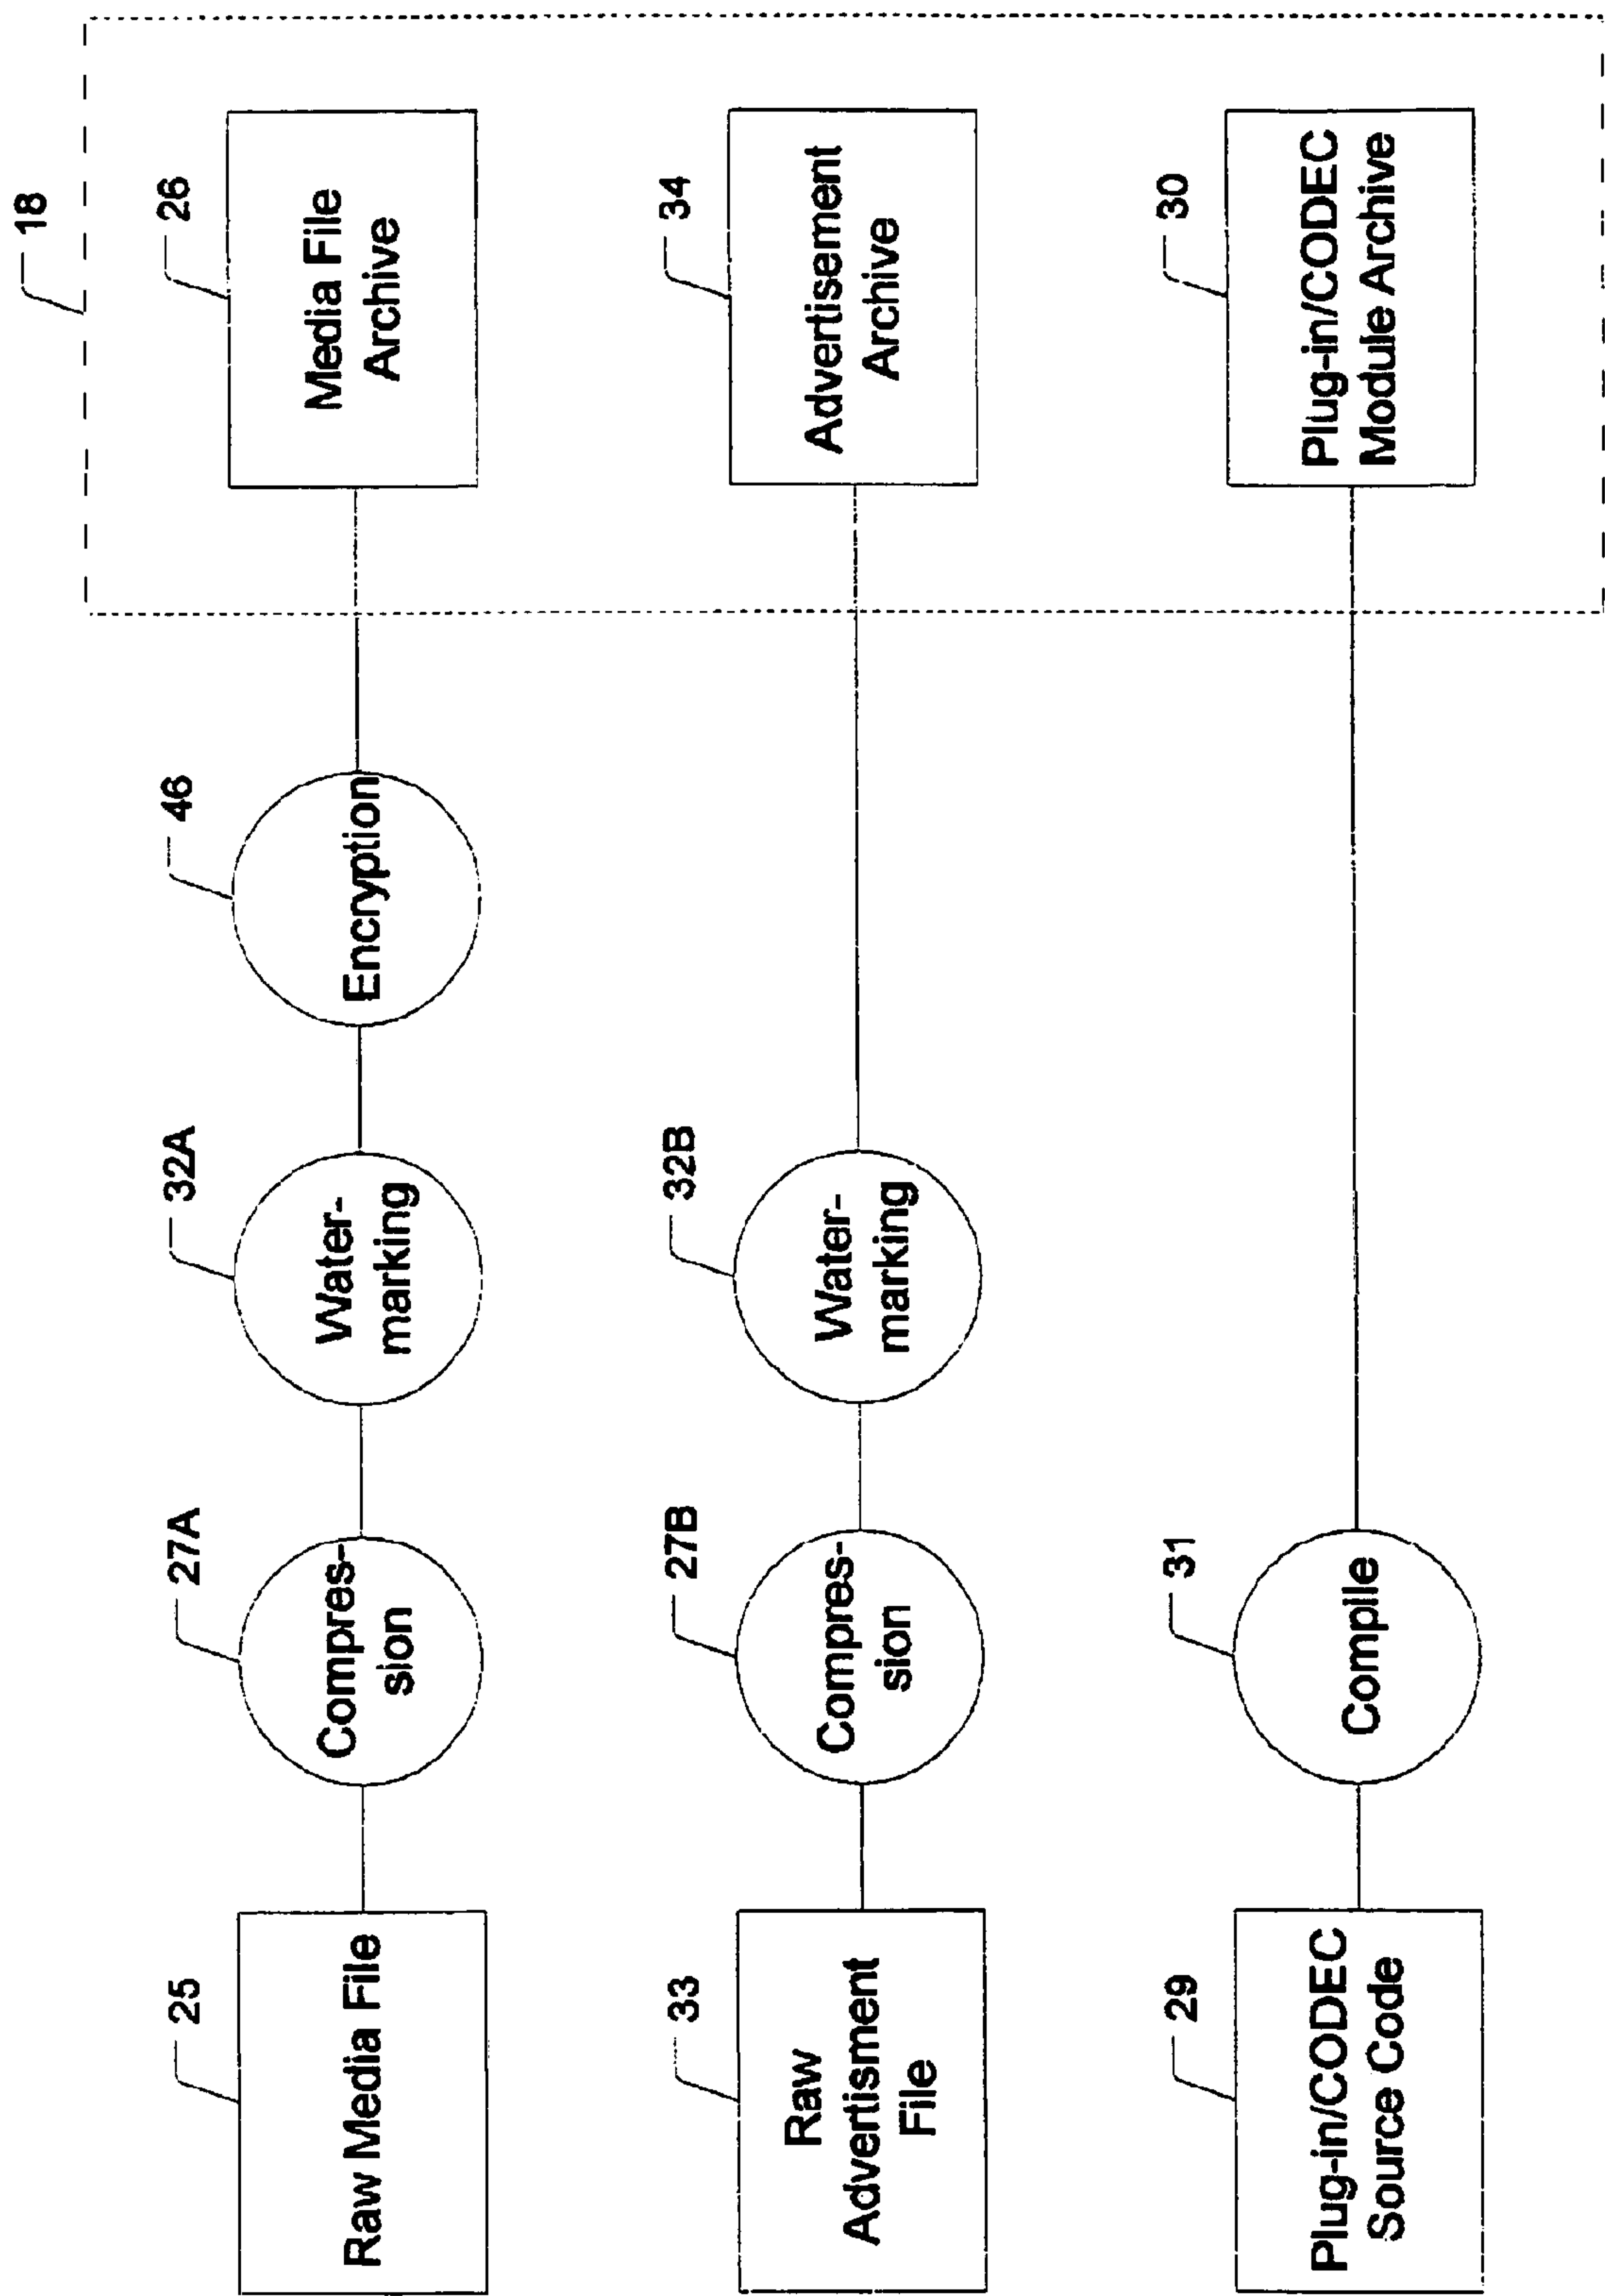 18
25
Raw Media File
27A
Compres-
sion
32A
Water-
marking
46
Encryption
26
Media File
Archive
33
Raw
Advertisment
File
27B
Compres-
sion
32B
Water-
marking
34
Advertisement
Archive
29
Plug-in/CODEC
Source Code
31
Compile
30
Plug-in/CODEC
Module Archive